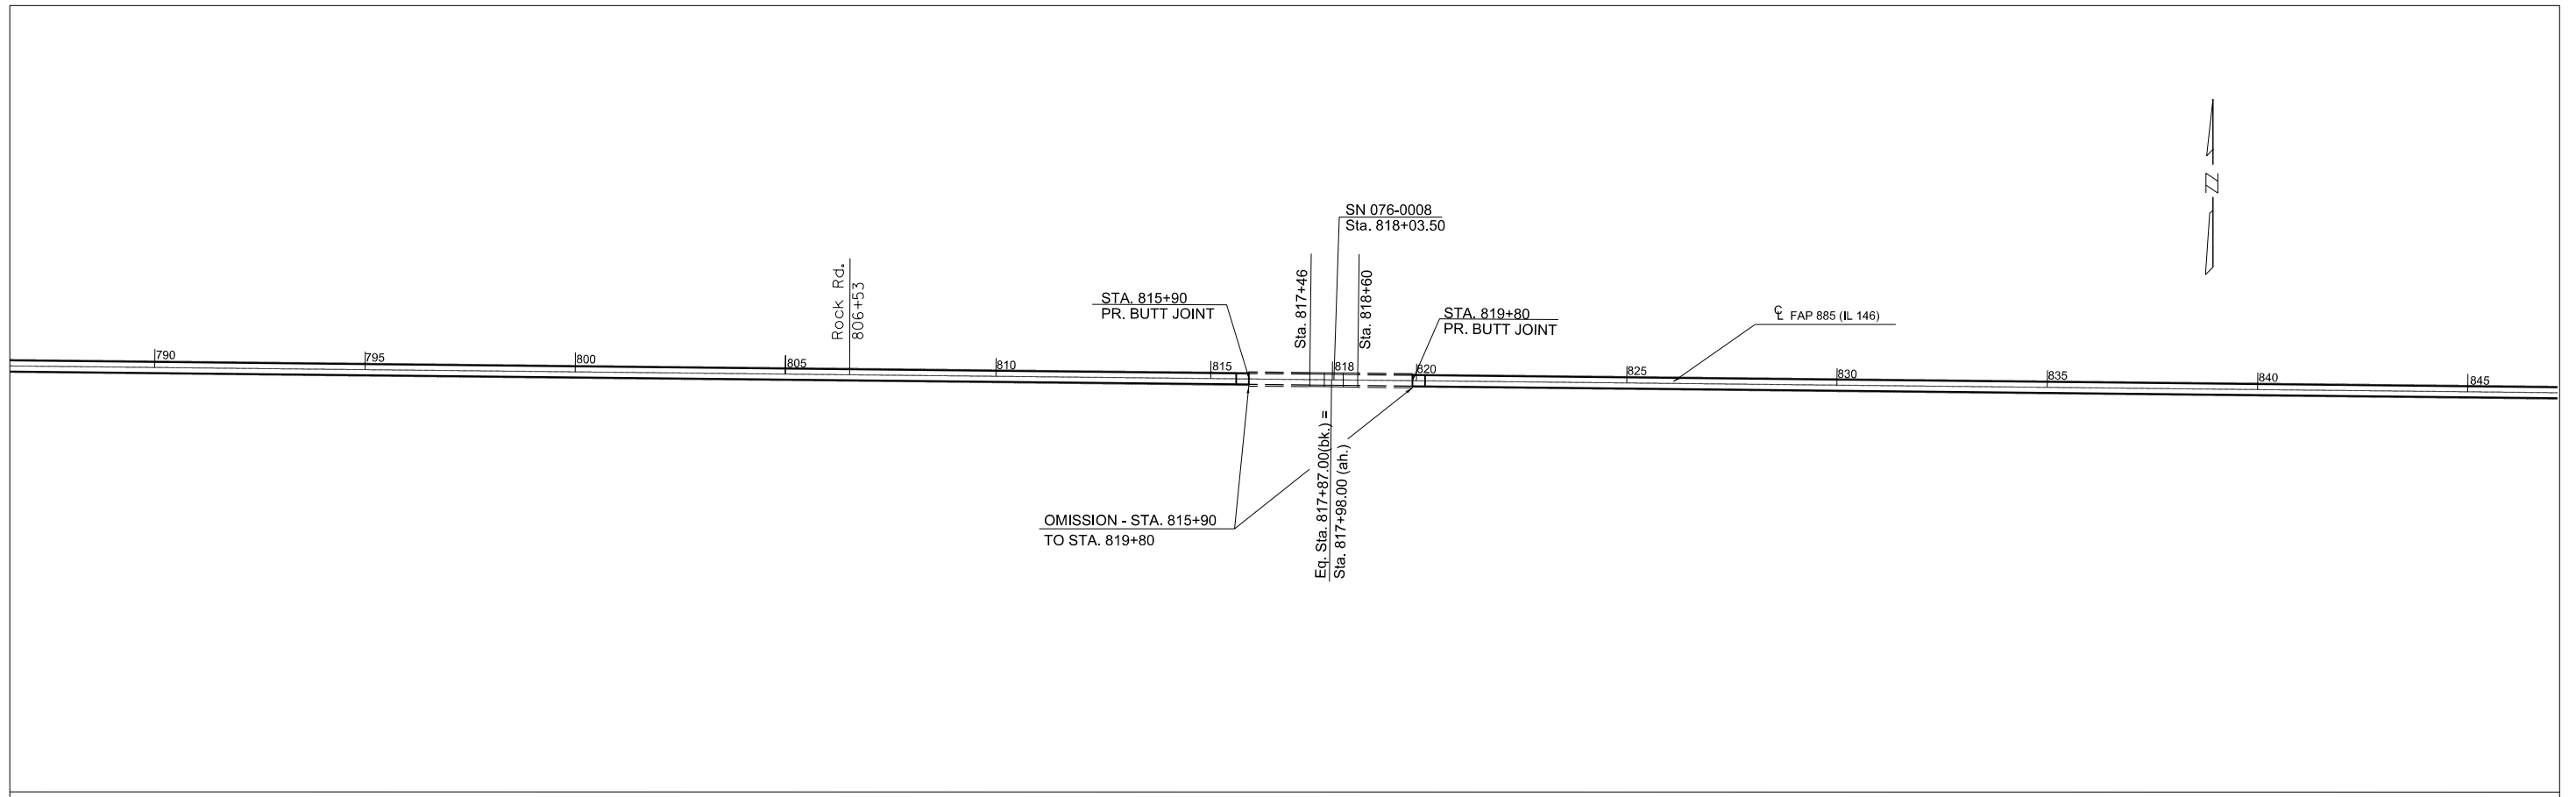 N
SN 076-0008
Sta. 818+03.50
Rock Rd.
806+53
STA. 815+90
PR. BUTT JOINT
Sta. 817+46
Sta. 818+60
STA. 819+80
PR. BUTT JOINT
℄ FAP 885 (IL 146)
790
795
800
805
810
815
818
820
825
830
835
840
845
Eq. Sta. 817+87.00(bk.) =
Sta. 817+98.00 (ah.)
OMISSION - STA. 815+90
TO STA. 819+80